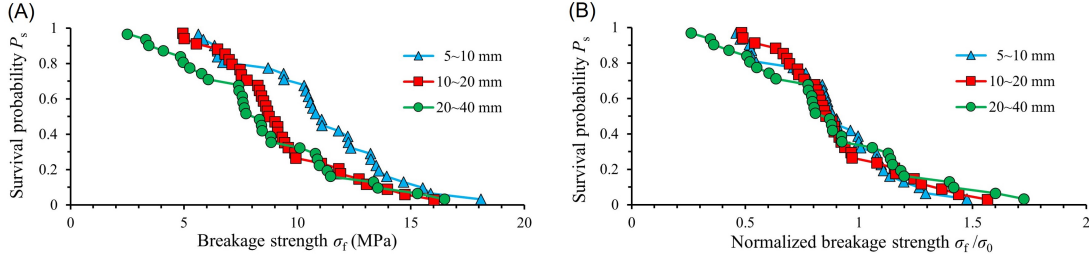 (A)
Survival probability Ps
1
0.8
0.6
0.4
0.2
0
0 5 10 15 20
Breakage strength σf (MPa)
5~10 mm
10~20 mm
20~40 mm
(B)
Survival probability Ps
1
0.8
0.6
0.4
0.2
0
0 0.5 1 1.5 2
Normalized breakage strength σf /σ0
5~10 mm
10~20 mm
20~40 mm